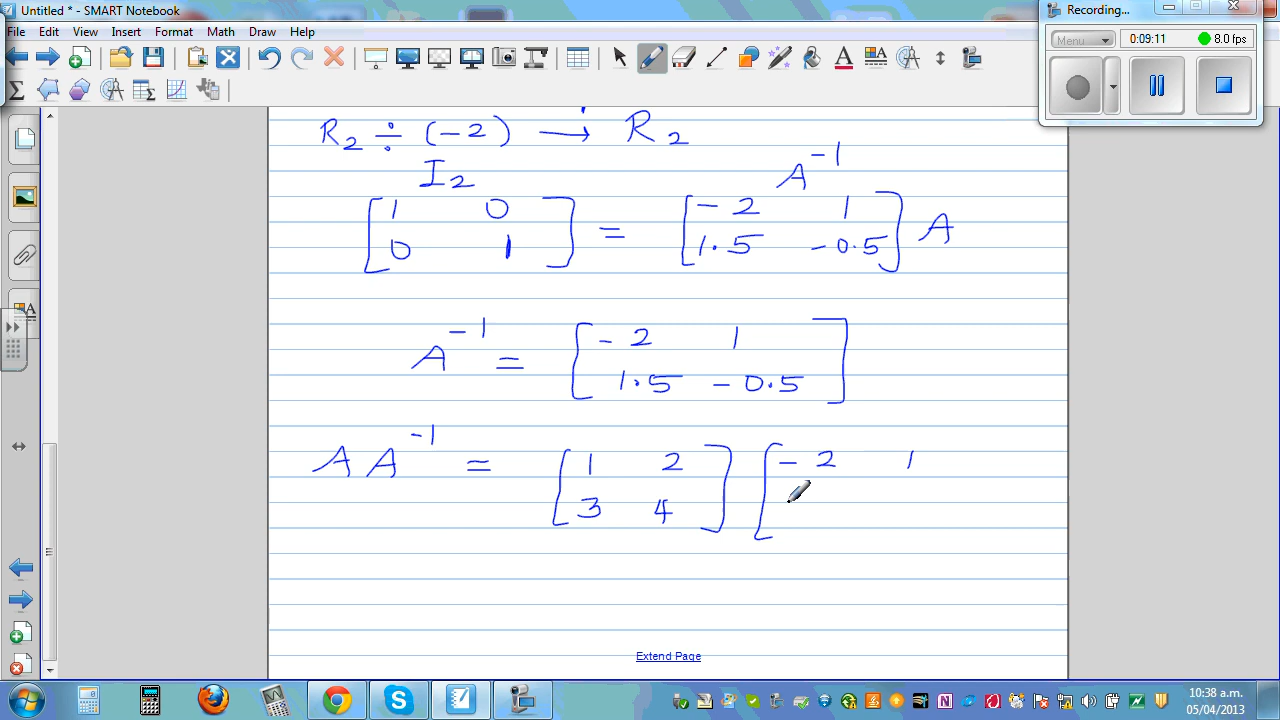 Untitled * - SMART Notebook
Recording...
File Edit View Insert Format Math Draw Help
Menu 0:09:11 8.0 fps
R₂ ÷ (-2) → R₂
I₂ A⁻¹
[1 0 = [-2 1
0 1] 1.5 -0.5] A
A⁻¹ = [-2 1
1.5 -0.5]
A A⁻¹ = [1 2 [-2 1
3 4]
Extend Page
10:38 a.m.
05/04/2013